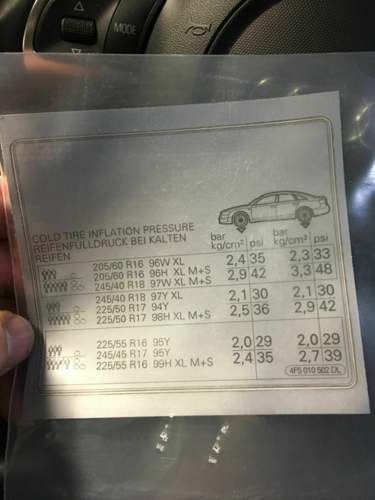 MODE
COLD TIRE INFLATION PRESSURE
REIFENFÜLLDRUCK BEI KALTEN
REIFEN
bar kg/cm² psi bar kg/cm² psi
205/60 R16 96W XL 2,4 35 2,3 33
205/60 R16 96H XL M+S 2,9 42 3,3 48
245/40 R18 97W XL M+S
245/40 R18 97Y XL 2,1 30 2,1 30
225/50 R17 94Y 2,5 36 2,9 42
225/50 R17 98H XL M+S
225/55 R16 95Y 2,0 29 2,0 29
245/45 R17 95Y 2,4 35 2,7 39
225/55 R16 99H XL M+S
4F5 010 502 DL